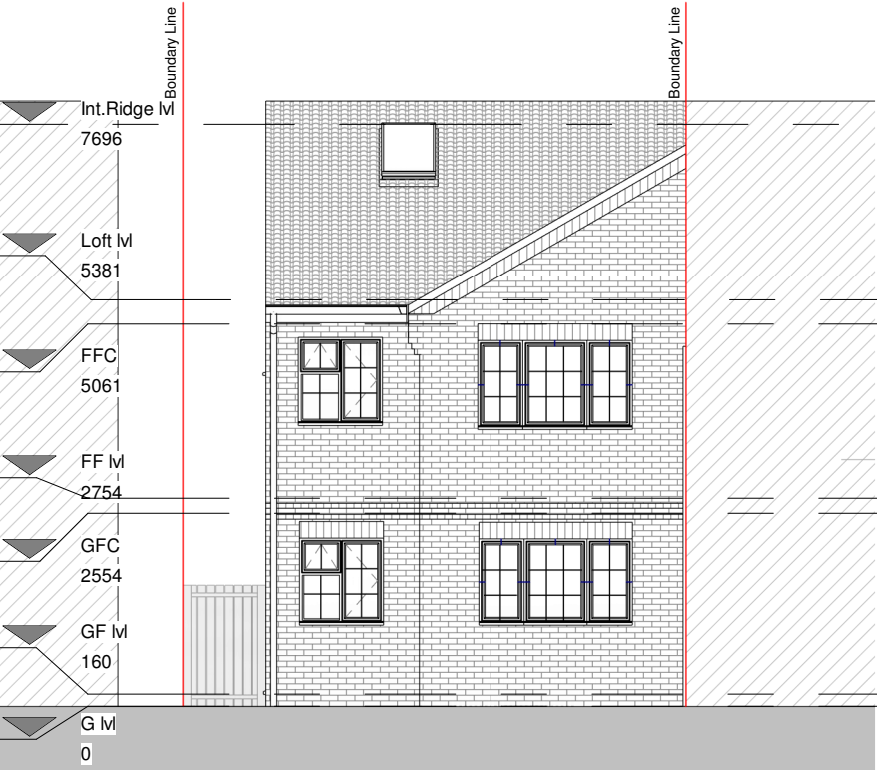 Boundary Line
Boundary Line
Int.Ridge lvl
7696
Loft lvl
5381
FFC
5061
FF lvl
2754
GFC
2554
GF lvl
160
G lvl
0